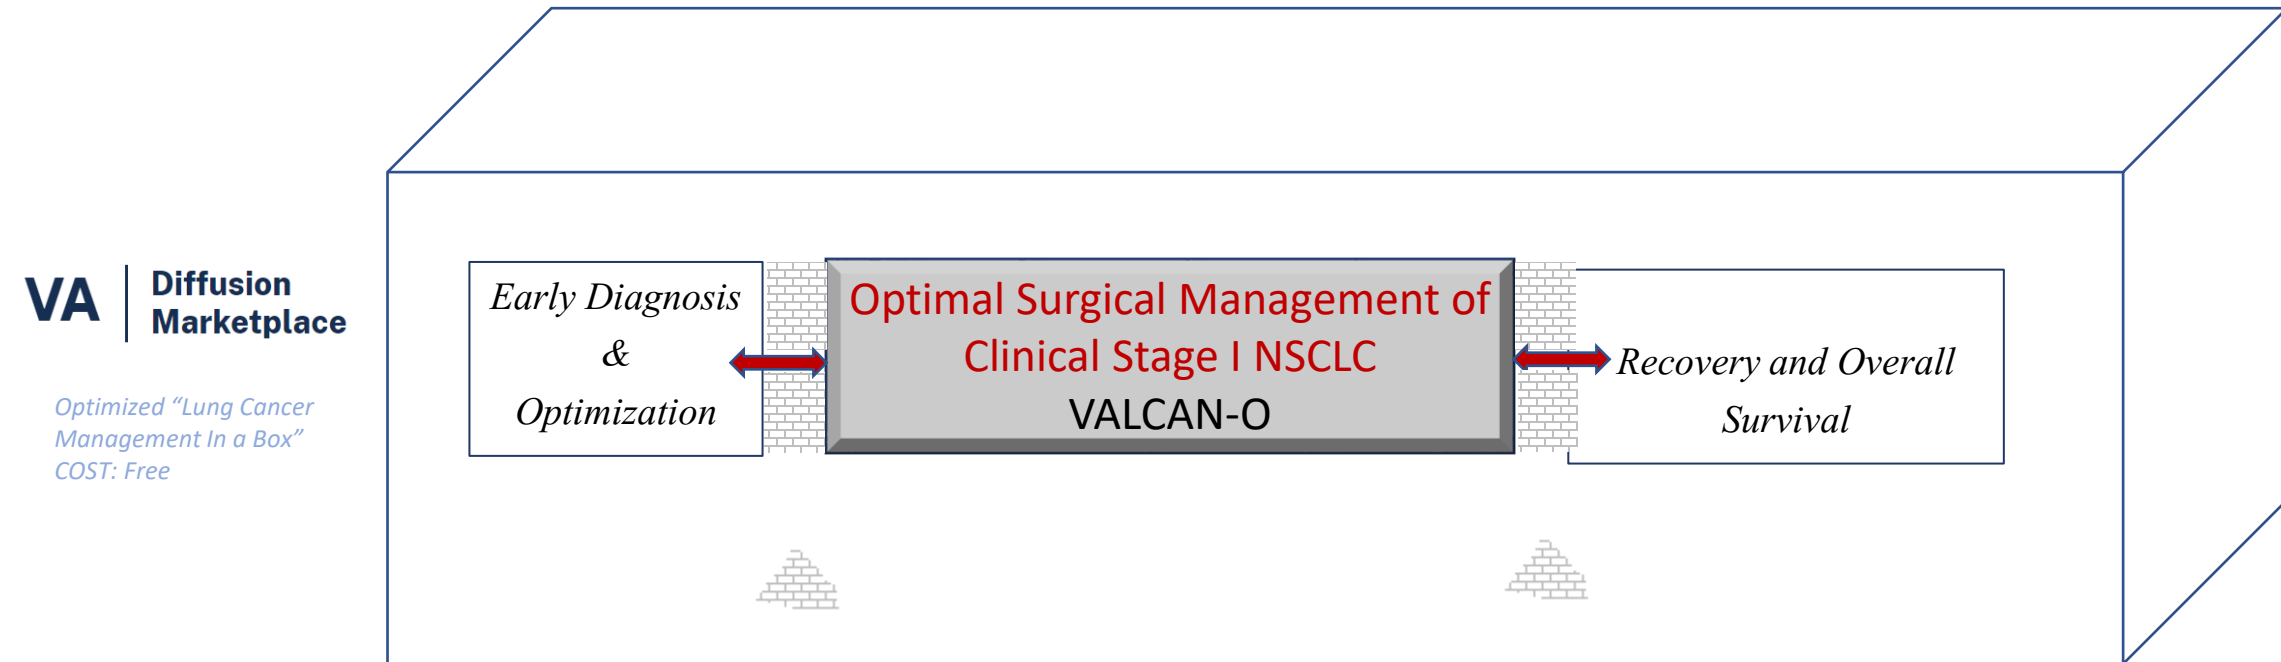 VA
Diffusion
Marketplace
Optimized “Lung Cancer
Management In a Box”
COST: Free
Early Diagnosis
&
Optimization
Optimal Surgical Management of
Clinical Stage I NSCLC
VALCAN-O
Recovery and Overall
Survival